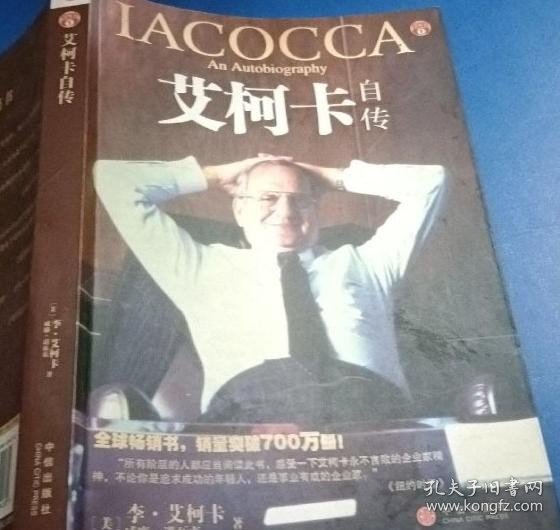 IACOCCA
An Autobiography
艾柯卡自传
全球畅销书，销量突破700万册！
"所有阶层的人都应当阅读此书，感受一下艾柯卡永不言败的企业家精
神。不论你是追求成功的年轻人，还是事业有成的企业家。
《纽约时
[美] 李·艾柯卡 著
艾柯卡自传
[美] 李·艾柯卡 著
中信出版社
CHINA CITIC PRESS
孔夫子旧书网
www.kongfz.com